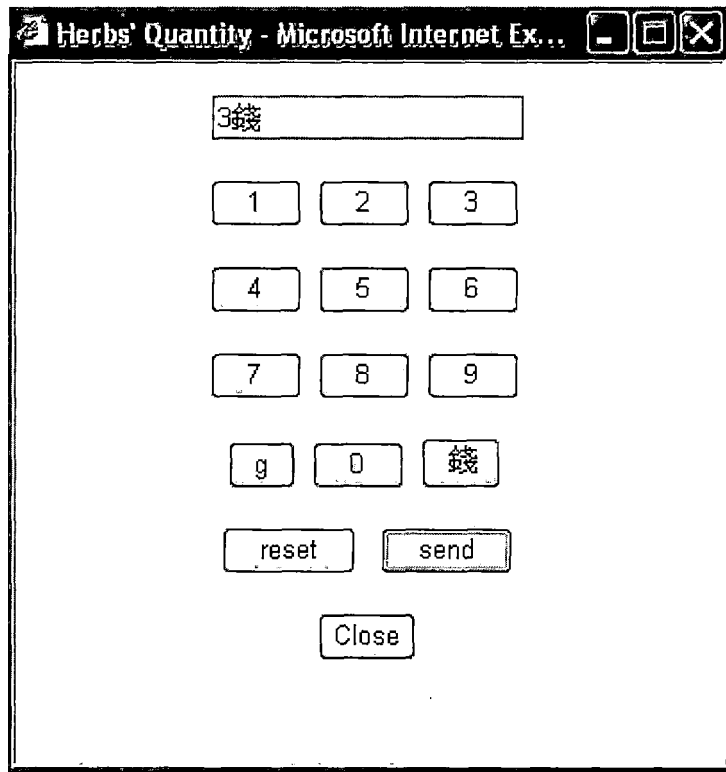 Herbs' Quantity - Microsoft Internet Ex...
3錢
1 2 3
4 5 6
7 8 9
g 0 錢
reset send
Close